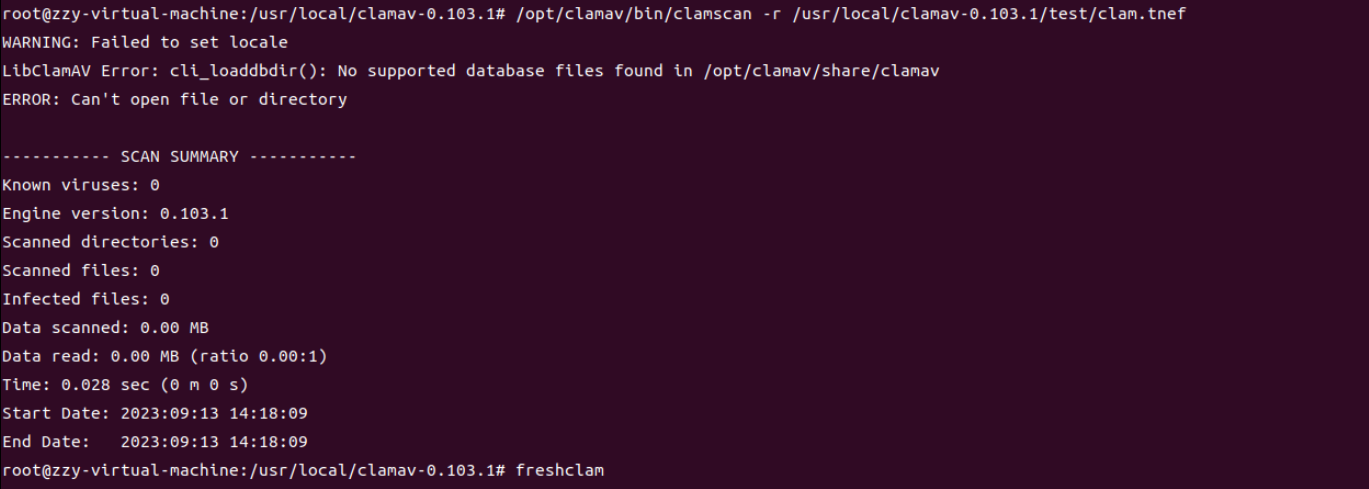 root@zzy-virtual-machine:/usr/local/clamav-0.103.1# /opt/clamav/bin/clamscan -r /usr/local/clamav-0.103.1/test/clam.tnef
WARNING: Failed to set locale
LibClamAV Error: cli_loaddbdir(): No supported database files found in /opt/clamav/share/clamav
ERROR: Can't open file or directory
----------- SCAN SUMMARY -----------
Known viruses: 0
Engine version: 0.103.1
Scanned directories: 0
Scanned files: 0
Infected files: 0
Data scanned: 0.00 MB
Data read: 0.00 MB (ratio 0.00:1)
Time: 0.028 sec (0 m 0 s)
Start Date: 2023:09:13 14:18:09
End Date:   2023:09:13 14:18:09
root@zzy-virtual-machine:/usr/local/clamav-0.103.1# freshclam